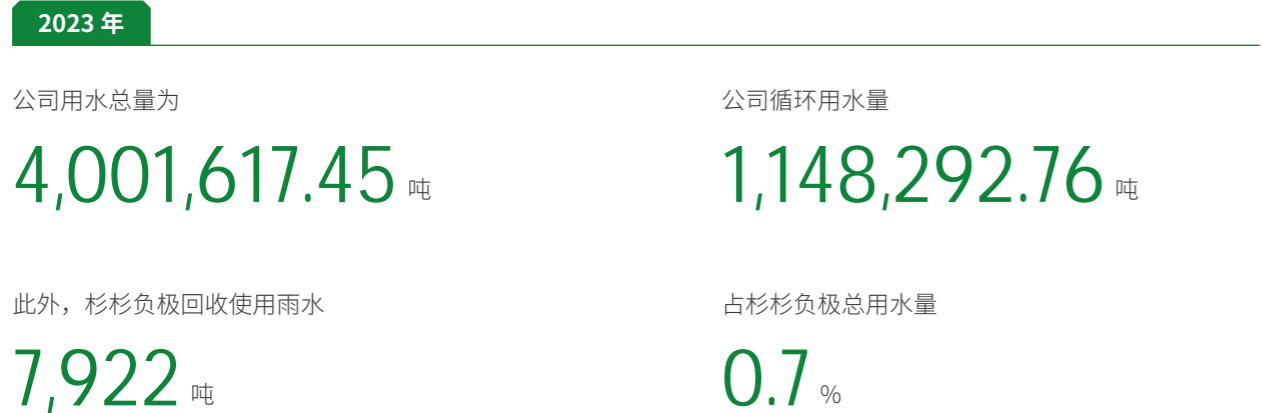 2023 年
公司用水总量为
4,001,617.45 吨
公司循环用水量
1,148,292.76 吨
此外，杉杉负极回收使用雨水
7,922 吨
占杉杉负极总用水量
0.7 %